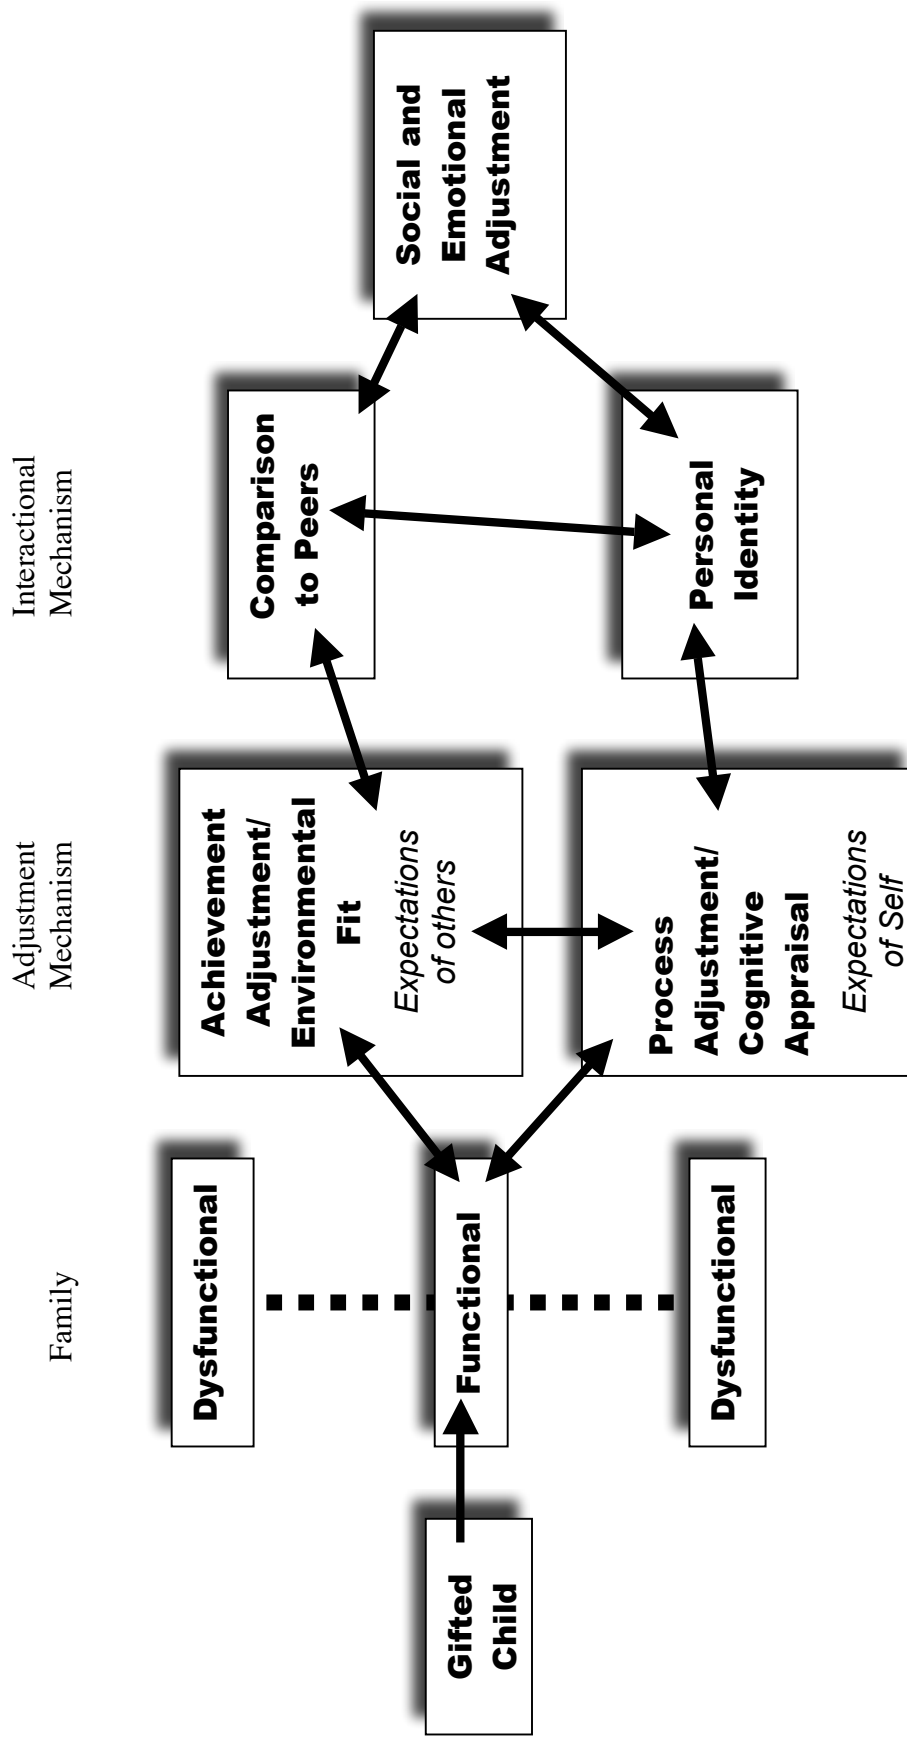 Family
Adjustment
Mechanism
Interactional
Mechanism
Gifted
Child
Dysfunctional
Functional
Dysfunctional
Achievement
Adjustment/
Environmental
Fit
Expectations
of others
Process
Adjustment/
Cognitive
Appraisal
Expectations
of Self
Comparison
to Peers
Personal
Identity
Social and
Emotional
Adjustment